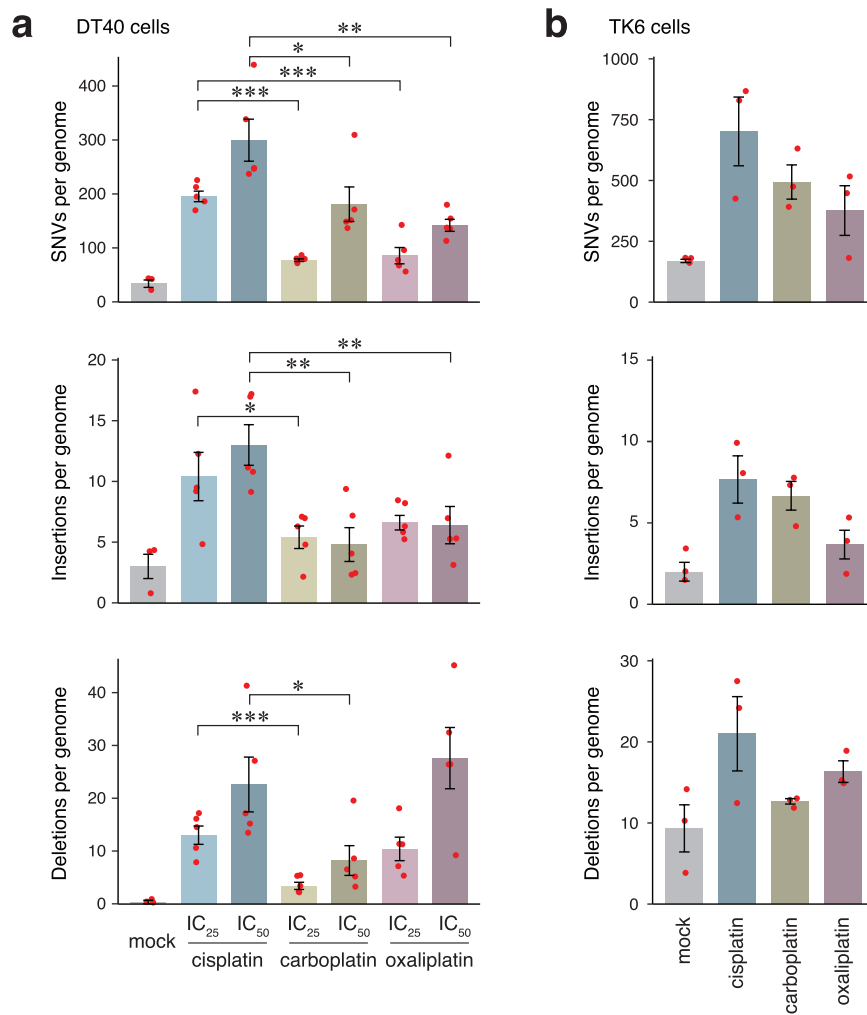 a DT40 cells
SNVs per genome
400
300
200
100
0
**
*
***
***
Insertions per genome
20
15
10
5
0
**
**
*
Deletions per genome
40
30
20
10
0
*
***
mock
IC25 IC50 IC25 IC50 IC25 IC50
cisplatin carboplatin oxaliplatin
b TK6 cells
SNVs per genome
1000
750
500
250
0
Insertions per genome
15
10
5
0
Deletions per genome
30
20
10
0
mock
cisplatin
carboplatin
oxaliplatin